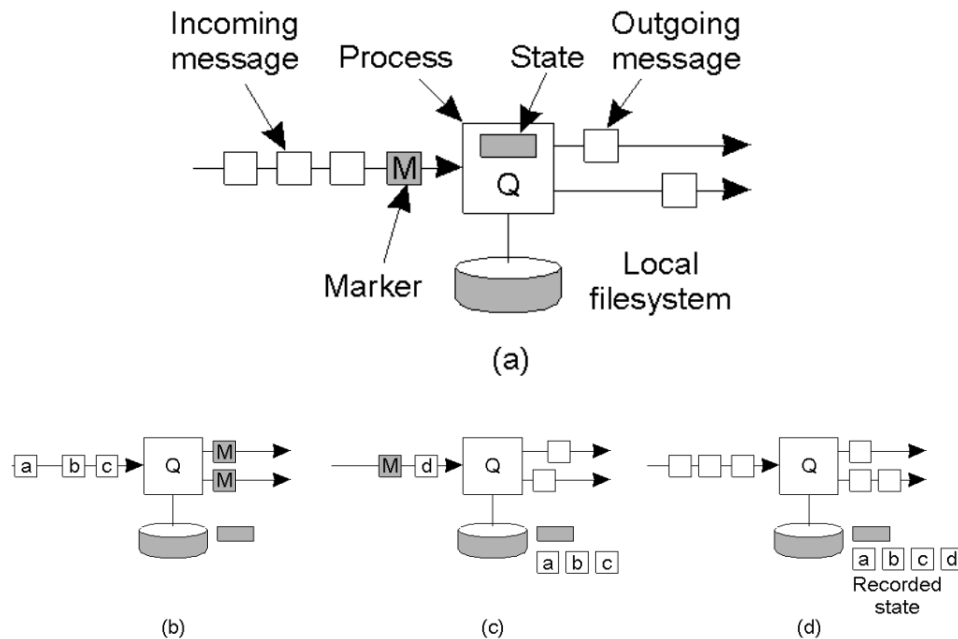 Incoming
message
Process
State
Outgoing
message
M
Q
Marker
Local
filesystem
(a)
a b c
Q
M
M
(b)
M d
Q
a b c
(c)
Q
a b c d
Recorded
state
(d)